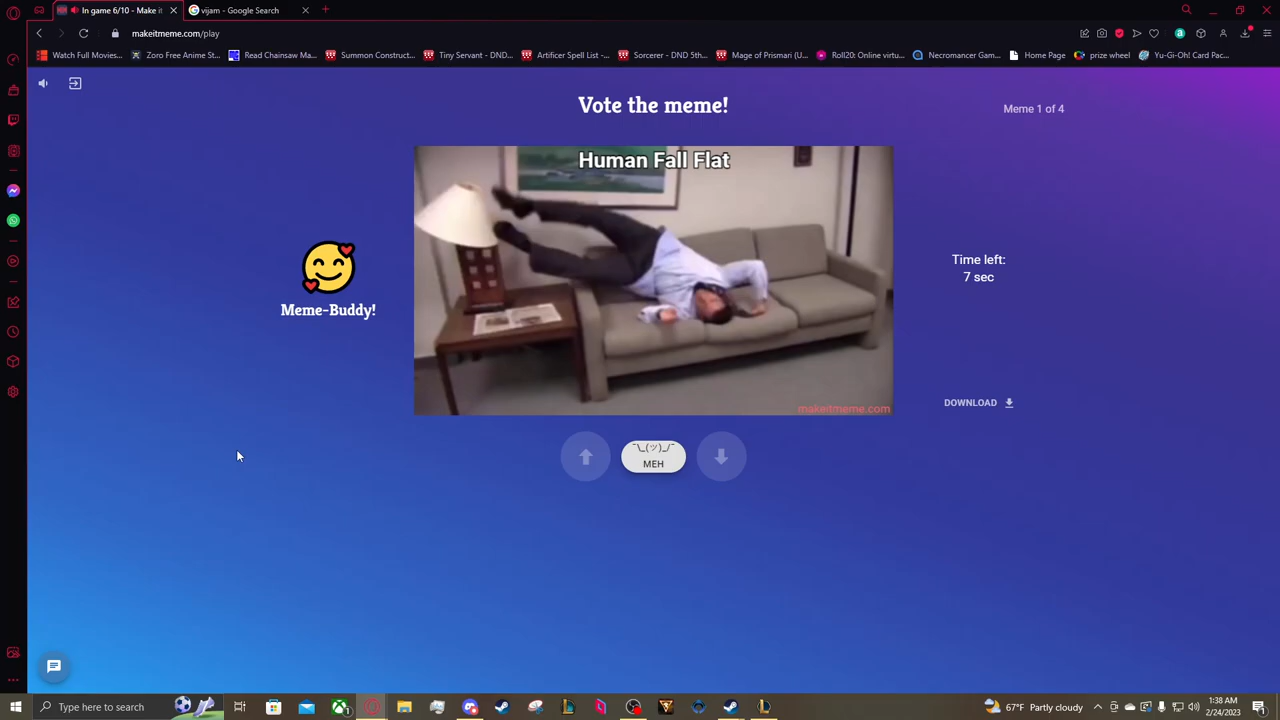 In game 6/10 - Make it
vijam - Google Search
makeitmeme.com/play
Watch Full Movies...
Zoro Free Anime St...
Read Chainsaw Ma...
Summon Construct...
Tiny Servant - DND...
Artificer Spell List -...
Sorcerer - DND 5th...
Mage of Prismari (U...
Roll20: Online virtu...
Necromancer Gam...
Home Page
prize wheel
Yu-Gi-Oh! Card Pac...
Vote the meme!
Meme 1 of 4
Human Fall Flat
Time left:
7 sec
Meme-Buddy!
DOWNLOAD
makeitmeme.com
¯\_(ツ)_/¯
MEH
Type here to search
67°F Partly cloudy
1:38 AM
2/24/2023